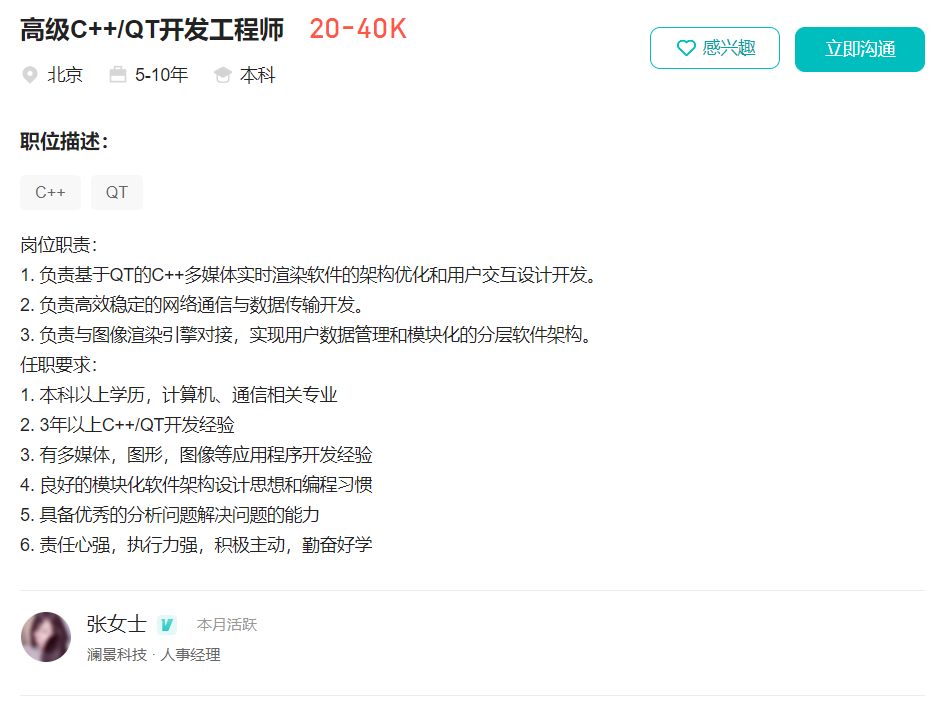 高级C++/QT开发工程师 20-40K
感兴趣 立即沟通
北京 5-10年 本科
职位描述：
C++ QT
岗位职责：
1. 负责基于QT的C++多媒体实时渲染软件的架构优化和用户交互设计开发。
2. 负责高效稳定的网络通信与数据传输开发。
3. 负责与图像渲染引擎对接，实现用户数据管理和模块化的分层软件架构。
任职要求：
1. 本科以上学历，计算机、通信相关专业
2. 3年以上C++/QT开发经验
3. 有多媒体，图形，图像等应用程序开发经验
4. 良好的模块化软件架构设计思想和编程习惯
5. 具备优秀的分析问题解决问题的能力
6. 责任心强，执行力强，积极主动，勤奋好学
张女士 本月活跃
澜景科技 · 人事经理